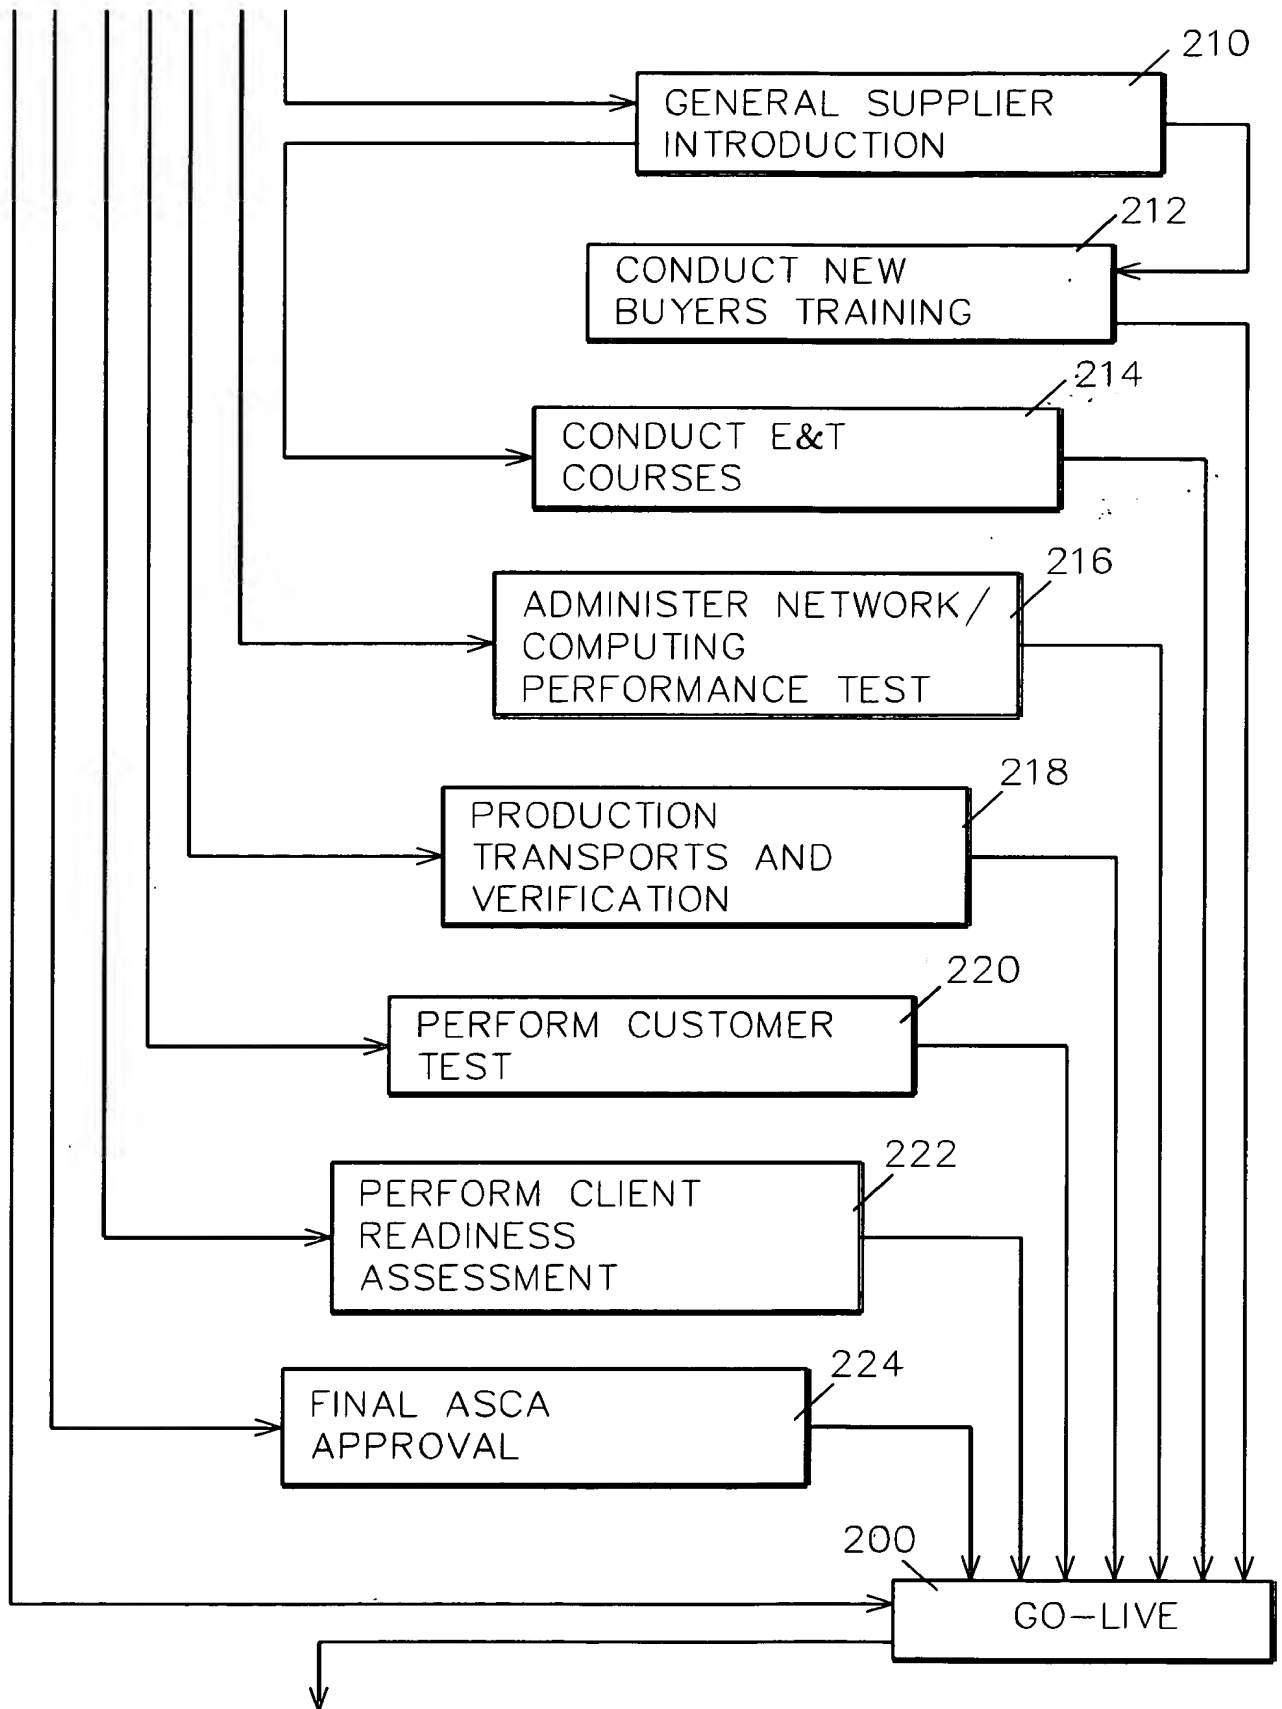 210
GENERAL SUPPLIER
INTRODUCTION
212
CONDUCT NEW
BUYERS TRAINING
214
CONDUCT E&T
COURSES
216
ADMINISTER NETWORK/
COMPUTING
PERFORMANCE TEST
218
PRODUCTION
TRANSPORTS AND
VERIFICATION
220
PERFORM CUSTOMER
TEST
222
PERFORM CLIENT
READINESS
ASSESSMENT
224
FINAL ASCA
APPROVAL
200
GO-LIVE